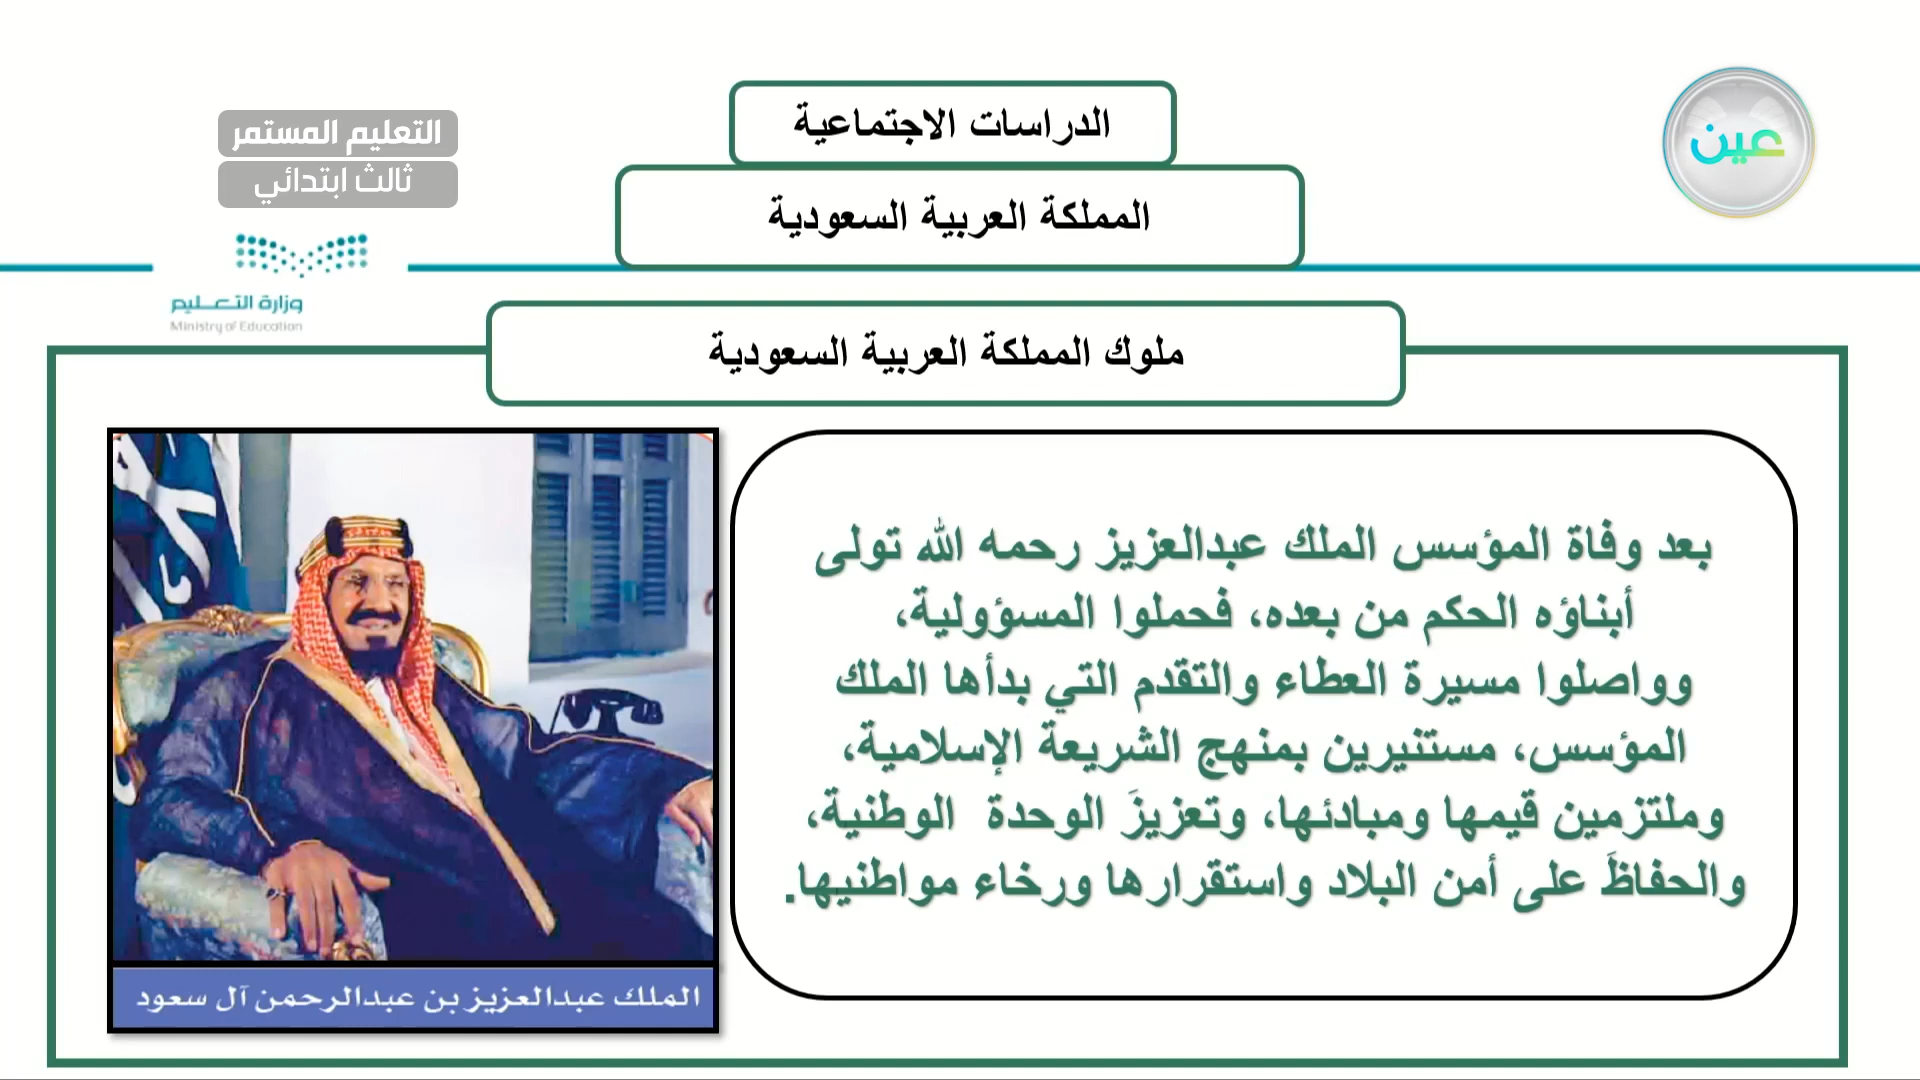 الدراسات الاجتماعية
عين
التعليم المستمر
ثالث ابتدائي
المملكة العربية السعودية
وزارة التعـــليم
Ministry of Education
ملوك المملكة العربية السعودية
بعد وفاة المؤسس الملك عبدالعزيز رحمه الله تولى
أبناؤه الحكم من بعده، فحملوا المسؤولية،
وواصلوا مسيرة العطاء والتقدم التي بدأها الملك
المؤسس، مستنيرين بمنهج الشريعة الإسلامية،
وملتزمين قيمها ومبادئها، وتعزيزَ الوحدة الوطنية،
والحفاظَ على أمن البلاد واستقرارها ورخاء مواطنيها.
الملك عبدالعزيز بن عبدالرحمن آل سعود